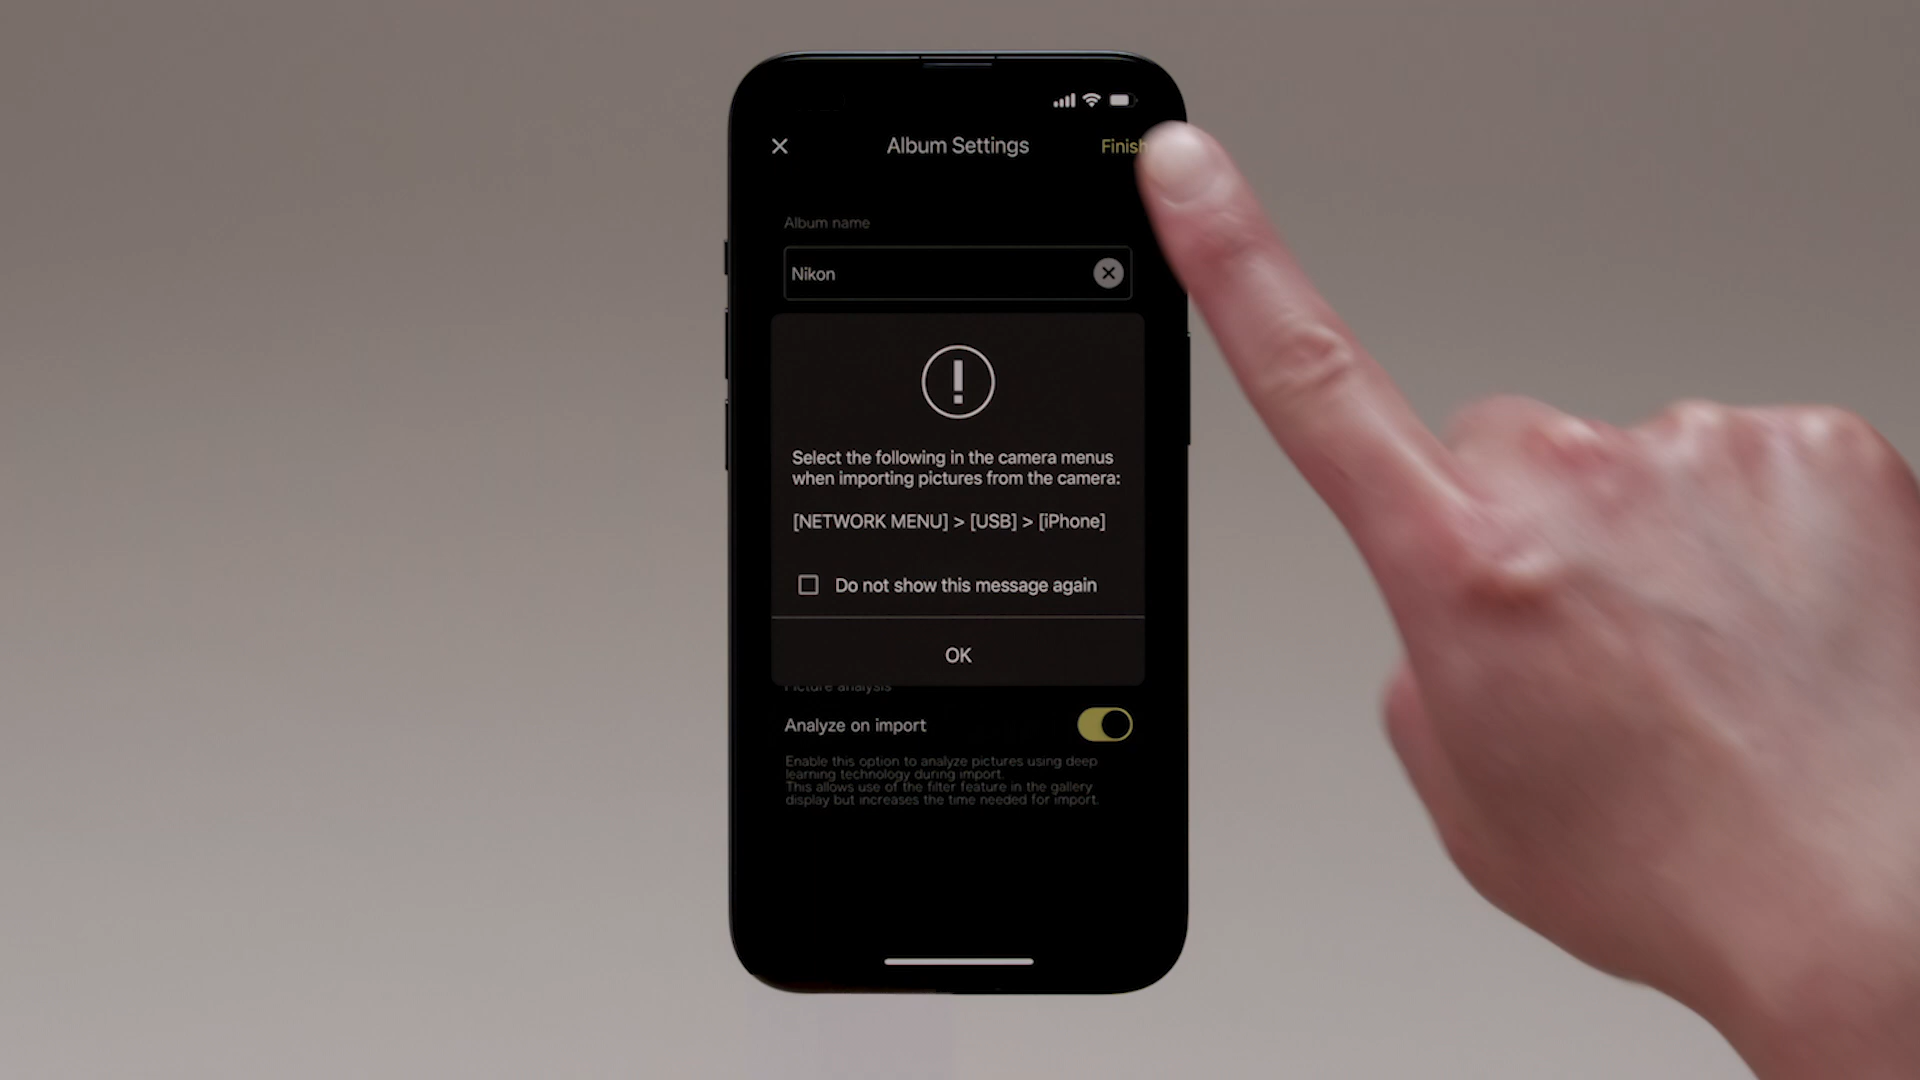 Album Settings
Finish
Album name
Nikon
Select the following in the camera menus
when importing pictures from the camera:
[NETWORK MENU] > [USB] > [iPhone]
Do not show this message again
OK
Picture analysis
Analyze on import
Enable this option to analyze pictures using deep
learning technology during import.
This allows use of the filter feature in the gallery
display but increases the time needed for import.